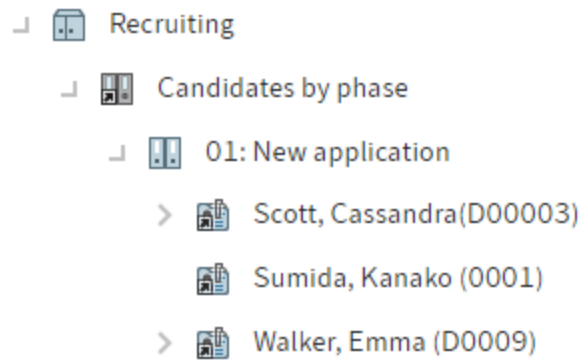 Recruiting
Candidates by phase
01: New application
Scott, Cassandra(D00003)
Sumida, Kanako (0001)
Walker, Emma (D0009)